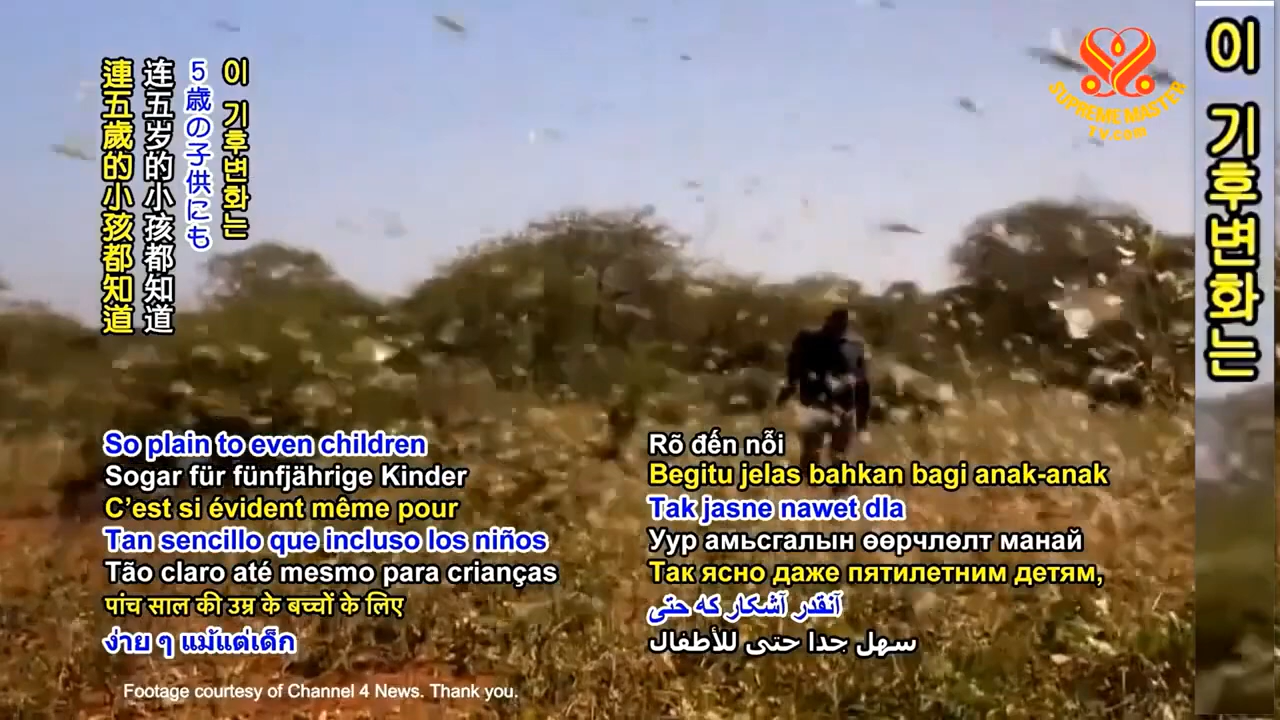 連五歲的小孩都知道
连五岁的小孩都知道
5歳の子供にも
이 기후변화는
이 기후변화는
SUPREME MASTER
TV.com
So plain to even children
Sogar für fünfjährige Kinder
C’est si évident même pour
Tan sencillo que incluso los niños
Tão claro até mesmo para crianças
पांच साल की उम्र के बच्चों के लिए
ง่าย ๆ แม้แต่เด็ก
Rõ đến nỗi
Begitu jelas bahkan bagi anak-anak
Tak jasne nawet dla
Уур амьсгалын өөрчлөлт манай
Так ясно даже пятилетним детям,
آنقدر آشکار که حتی
سهل جدا حتى للأطفال
Footage courtesy of Channel 4 News. Thank you.